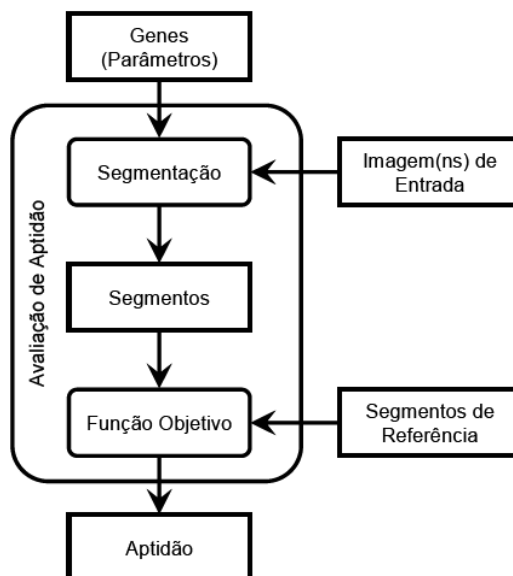 Genes
(Parâmetros)
Avaliação de Aptidão
Segmentação
Imagem(ns) de
Entrada
Segmentos
Função Objetivo
Segmentos de
Referência
Aptidão